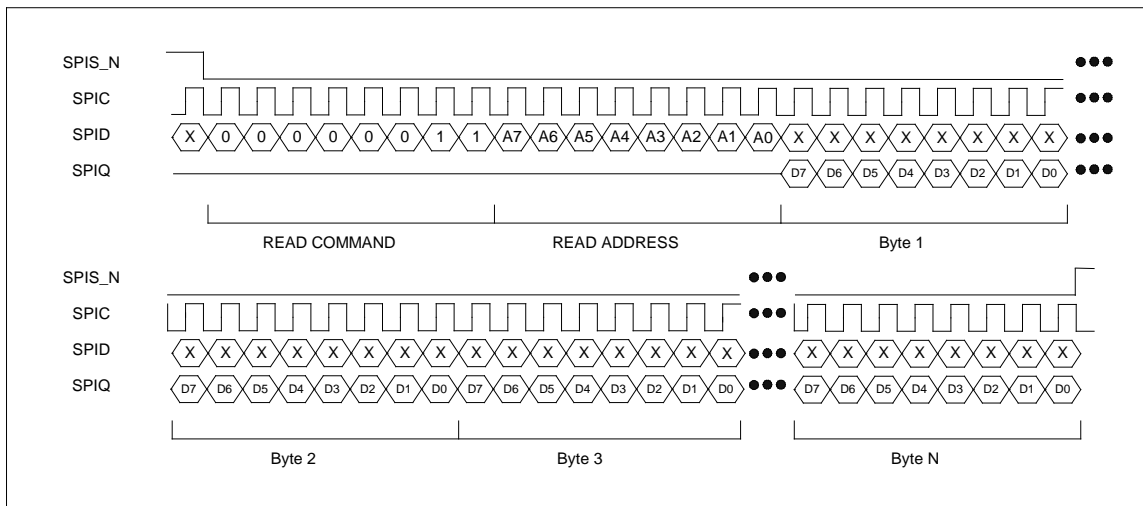 SPIS_N
SPIC
SPID X 0 0 0 0 0 0 1 1 A7 A6 A5 A4 A3 A2 A1 A0 X X X X X X X X
SPIQ D7 D6 D5 D4 D3 D2 D1 D0
READ COMMAND READ ADDRESS Byte 1
SPIS_N
SPIC
SPID X X X X X X X X X X X X X X X X X X X X X X X X
SPIQ D7 D6 D5 D4 D3 D2 D1 D0 D7 D6 D5 D4 D3 D2 D1 D0 D7 D6 D5 D4 D3 D2 D1 D0
Byte 2 Byte 3 Byte N